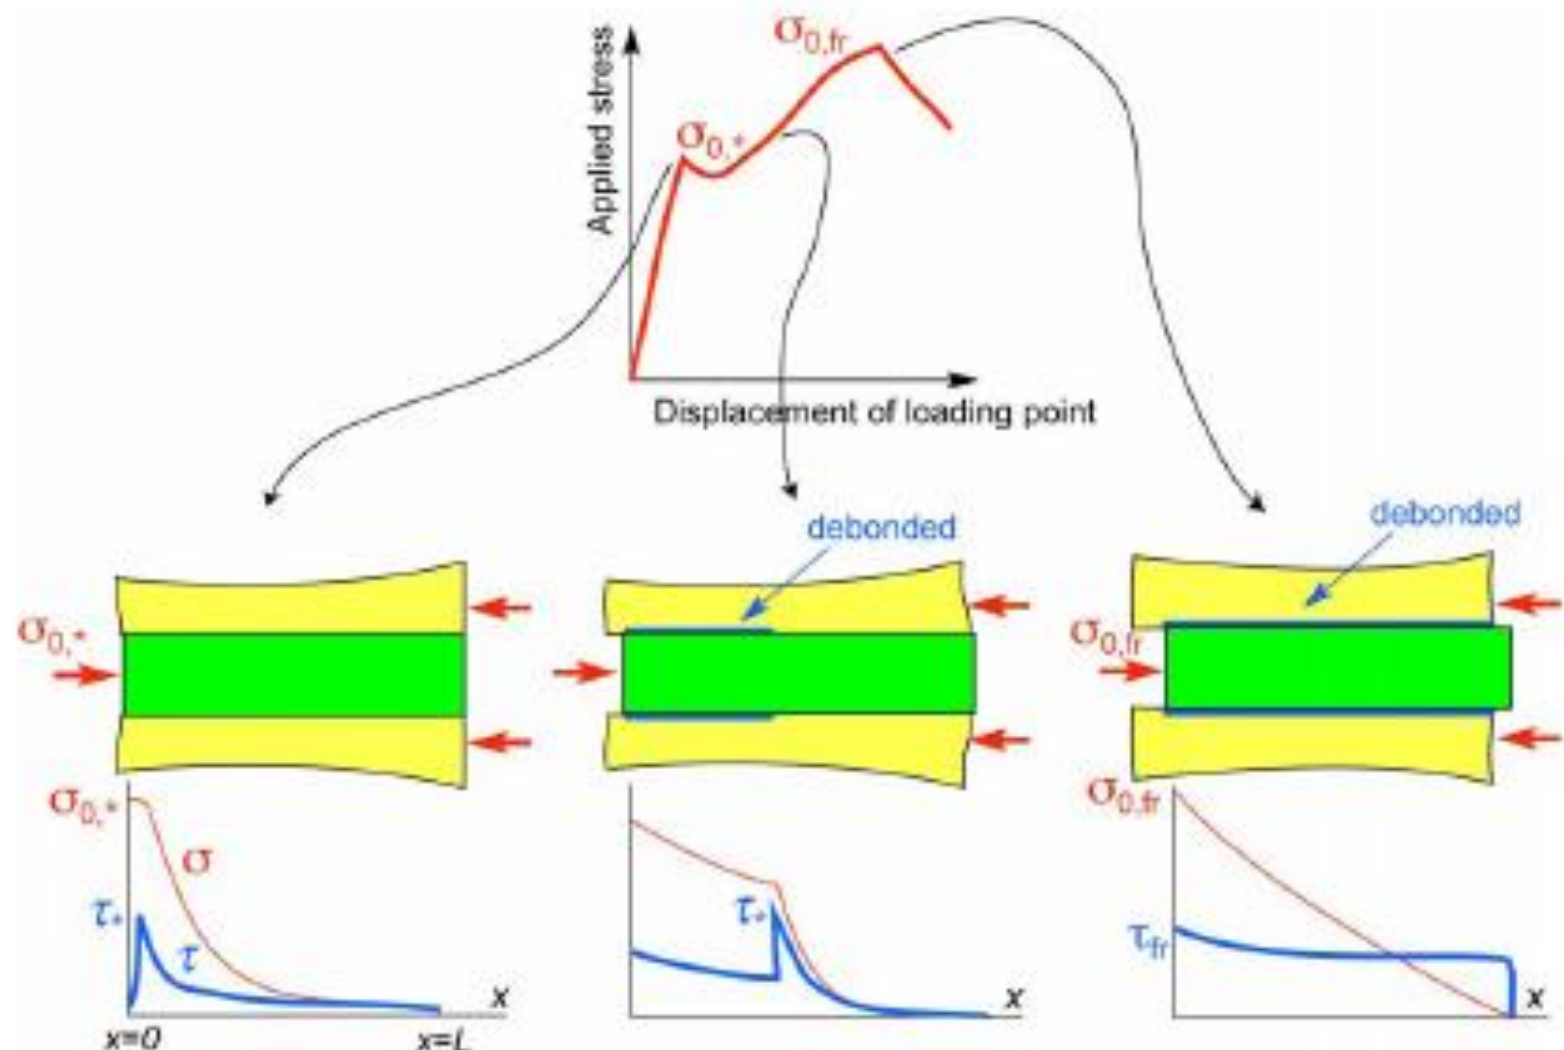 σ0,fr
σ0,*
Applied stress
Displacement of loading point
debonded
debonded
σ0,*
σ0,fr
σ0,*
σ
τ*
τ
x
x=0
x=L
τ*
x
σ0,fr
τfr
x